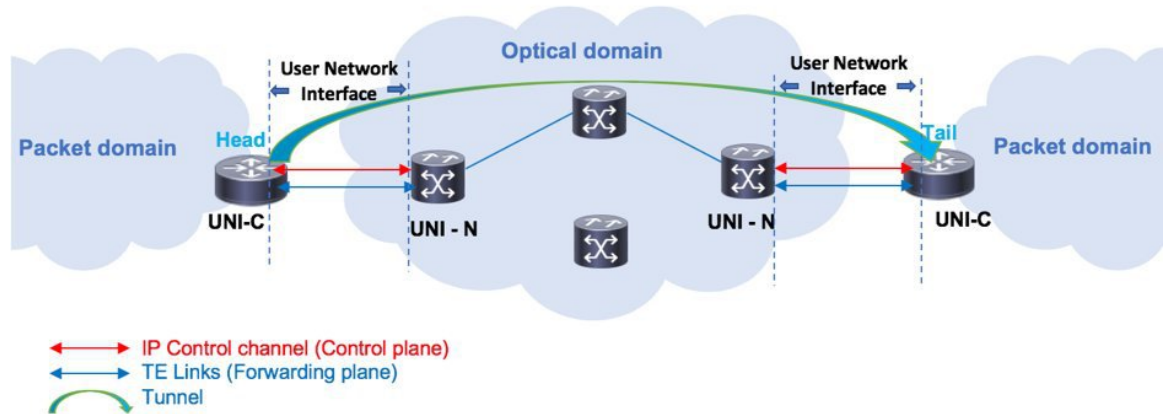 Optical domain
User Network
Interface
User Network
Interface
Packet domain
Head
Tail
Packet domain
UNI-C
UNI - N
UNI - N
UNI-C
IP Control channel (Control plane)
TE Links (Forwarding plane)
Tunnel